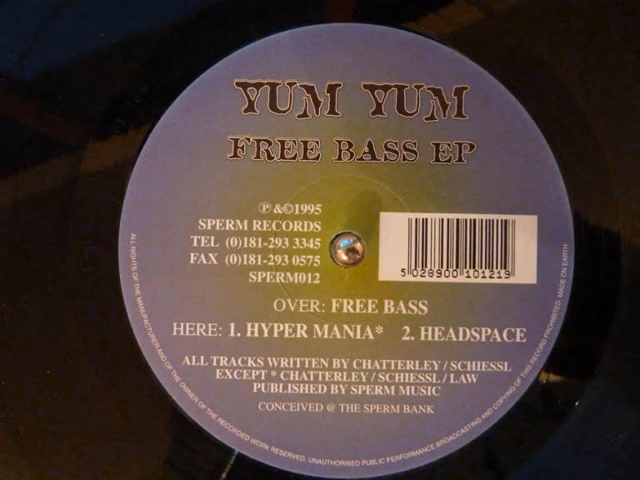 YUM YUM
FREE BASS EP
℗ &©1995
SPERM RECORDS
TEL (0)181-293 3345
FAX (0)181-293 0575
SPERM012
5 028900 101219
OVER: FREE BASS
HERE: 1. HYPER MANIA* 2. HEADSPACE
ALL TRACKS WRITTEN BY CHATTERLEY / SCHIESSL
EXCEPT * CHATTERLEY / SCHIESSL / LAW
PUBLISHED BY SPERM MUSIC
CONCEIVED @ THE SPERM BANK
ALL RIGHTS OF THE MANUFACTURER AND OF THE OWNER OF THE RECORDED WORK RESERVED. UNAUTHORISED PUBLIC PERFORMANCE BROADCASTING AND COPYING OF THIS RECORD PROHIBITED. MADE ON EARTH